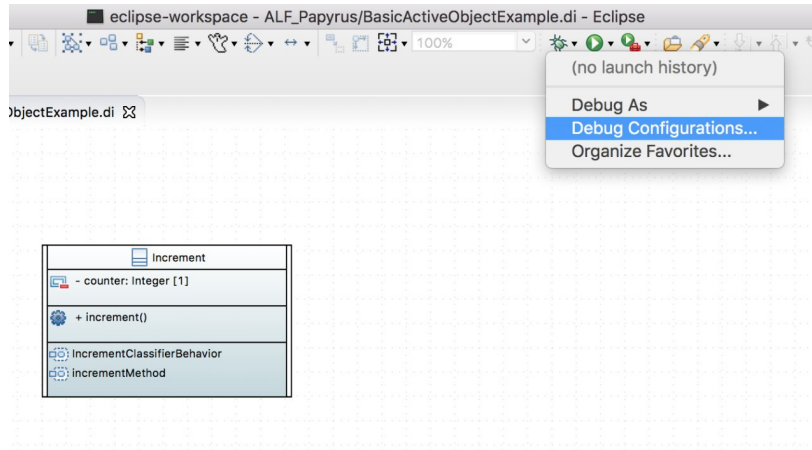 eclipse-workspace - ALF_Papyrus/BasicActiveObjectExample.di - Eclipse
100%
(no launch history)
ObjectExample.di
Debug As
Debug Configurations...
Organize Favorites...
Increment
- counter: Integer [1]
+ increment()
IncrementClassifierBehavior
incrementMethod